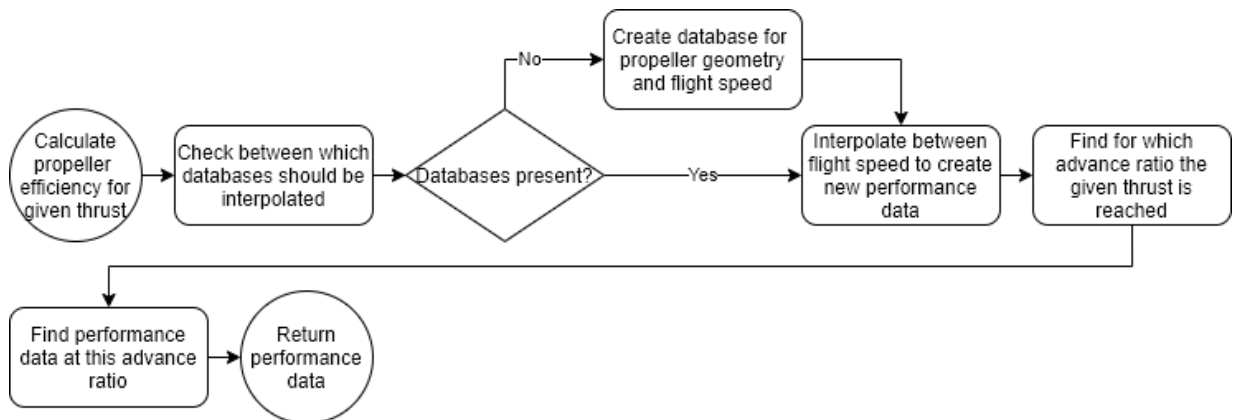 Calculate
propeller
efficiency for
given thrust
Check between which
databases should be
interpolated
Databases present?
No
Create database for
propeller geometry
and flight speed
Yes
Interpolate between
flight speed to create
new performance
data
Find for which
advance ratio the
given thrust is
reached
Find performance
data at this advance
ratio
Return
performance
data